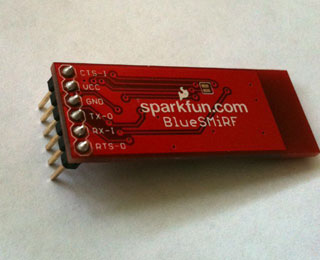 CTS-I
VCC
GND
TX-O
RX-I
RTS-O
sparkfun.com
BlueSMiRF